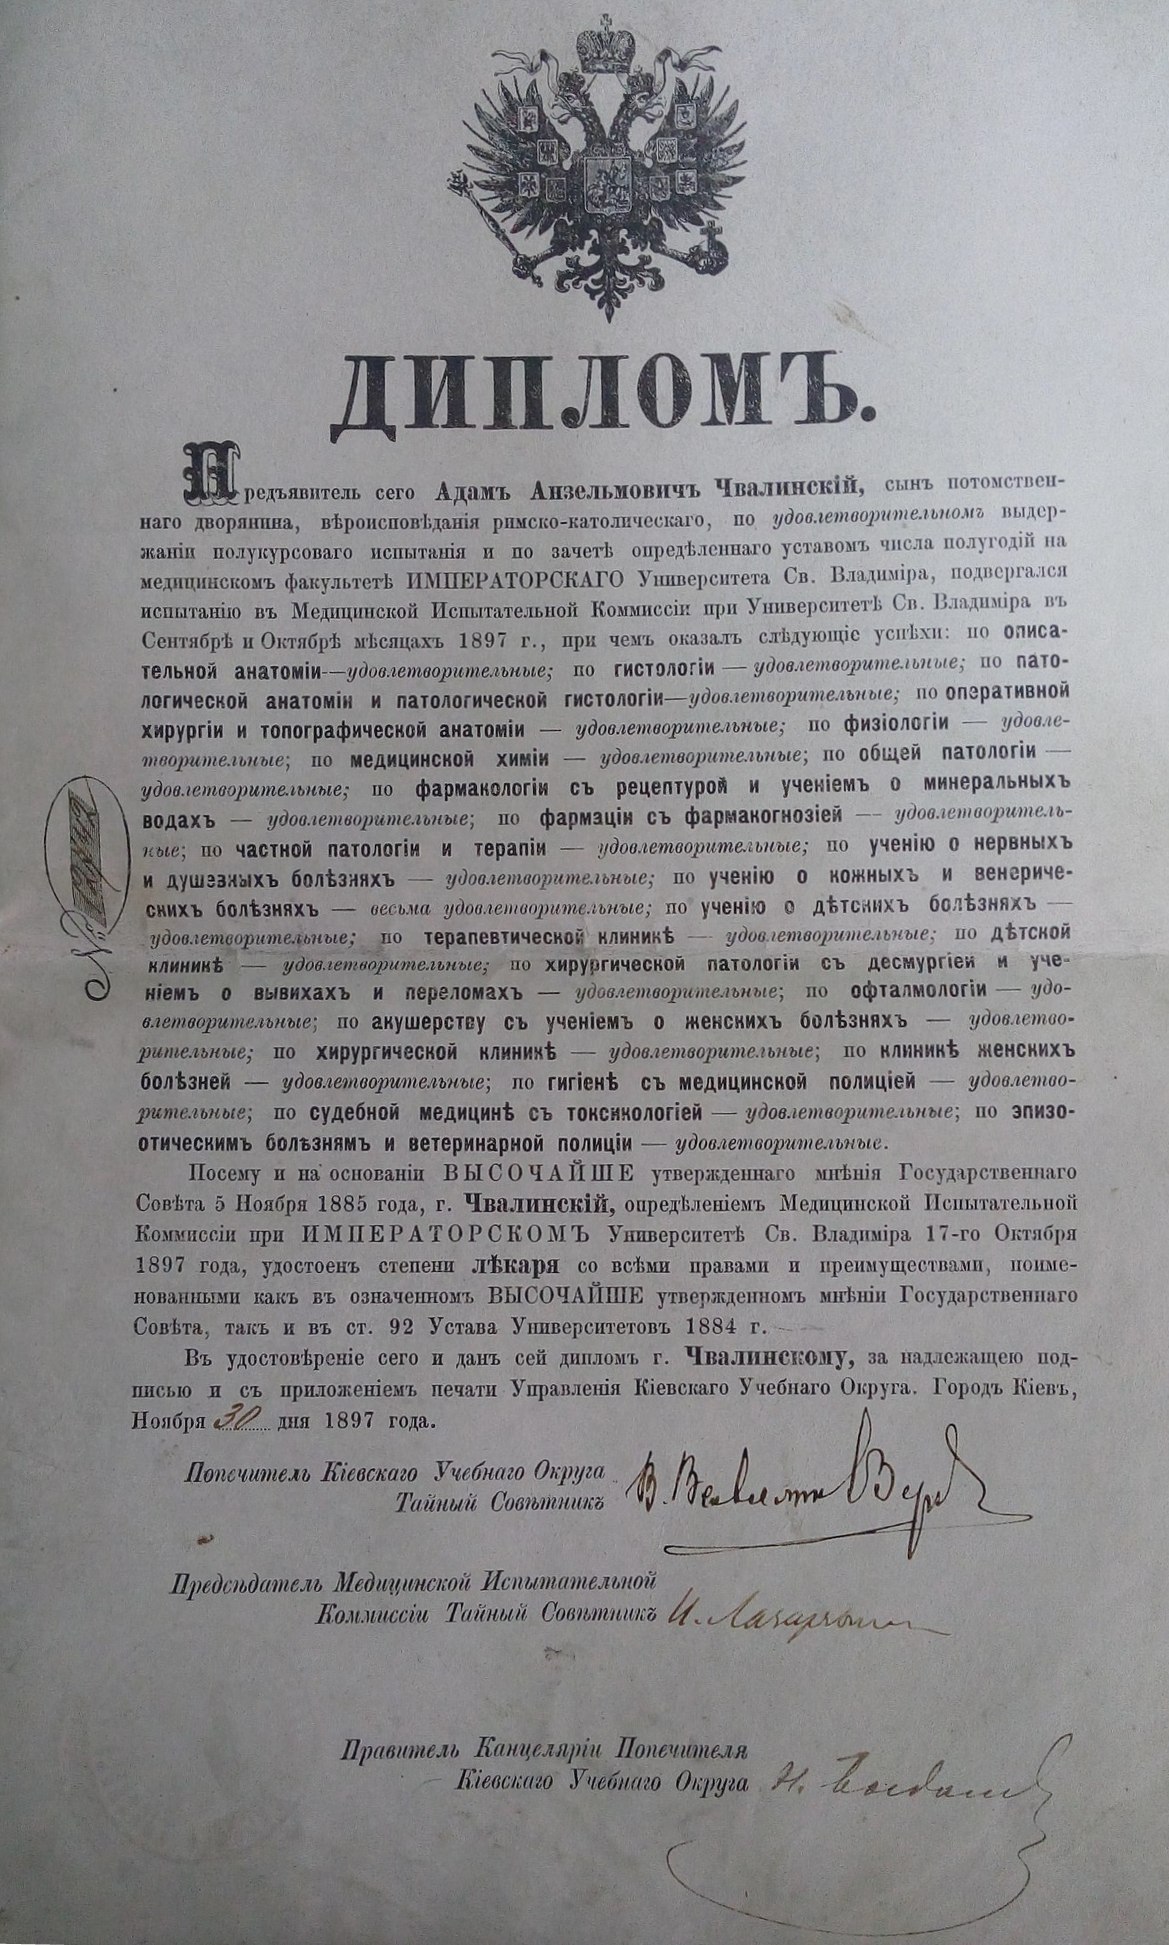 ДИПЛОМЪ.
Предъявитель сего Адамъ Анзельмовичъ Чвалинскій, сынъ потомствен-
наго дворянина, вѣроисповѣданія римско-католическаго, по удовлетворительномъ выдер-
жаніи полукурсоваго испытанія и по зачетѣ опредѣленнаго уставомъ числа полугодій на
медицинскомъ факультетѣ ИМПЕРАТОРСКАГО Университета Св. Владиміра, подвергался
испытанію въ Медицинской Испытательной Коммиссіи при Университетѣ Св. Владиміра въ
Сентябрѣ и Октябрѣ мѣсяцахъ 1897 г., при чемъ оказалъ слѣдующіе успѣхи: по описа-
тельной анатоміи—удовлетворительные; по гистологіи — удовлетворительные; по пато-
логической анатоміи и патологической гистологіи—удовлетворительные; по оперативной
хирургіи и топографической анатоміи — удовлетворительные; по физіологіи — удовле-
творительные; по медицинской химіи — удовлетворительные; по общей патологіи —
удовлетворительные; по фармакологіи съ рецептурой и ученіемъ о минеральныхъ
водахъ — удовлетворительные; по фармаціи съ фармакогнозіей — удовлетворитель-
ные; по частной патологіи и терапіи — удовлетворительные; по ученію о нервныхъ
и душевныхъ болѣзняхъ — удовлетворительные; по ученію о кожныхъ и венериче-
скихъ болѣзняхъ — весьма удовлетворительные; по ученію о дѣтскихъ болѣзняхъ —
удовлетворительные; по терапевтической клиникѣ — удовлетворительные; по дѣтской
клиникѣ — удовлетворительные; по хирургической патологіи съ десмургіей и уче-
ніемъ о вывихахъ и переломахъ — удовлетворительные; по офталмологіи — удо-
влетворительные; по акушерству съ ученіемъ о женскихъ болѣзняхъ — удовлетво-
рительные; по хирургической клиникѣ — удовлетворительные; по клиникѣ женскихъ
болѣзней — удовлетворительные; по гигіенѣ съ медицинской полиціей — удовлетво-
рительные; по судебной медицинѣ съ токсикологіей — удовлетворительные; по эпизо-
отическимъ болѣзнямъ и ветеринарной полиціи — удовлетворительные.
Посему и на основаніи ВЫСОЧАЙШЕ утвержденнаго мнѣнія Государственнаго
Совѣта 5 Ноября 1885 года, г. Чвалинскій, опредѣленіемъ Медицинской Испытательной
Коммиссіи при ИМПЕРАТОРСКОМЪ Университетѣ Св. Владиміра 17-го Октября
1897 года, удостоенъ степени лѣкаря со всѣми правами и преимуществами, поиме-
нованными какъ въ означенномъ ВЫСОЧАЙШЕ утвержденномъ мнѣніи Государственнаго
Совѣта, такъ и въ ст. 92 Устава Университетовъ 1884 г.
Въ удостовѣреніе сего и данъ сей дипломъ г. Чвалинскому, за надлежащею под-
писью и съ приложеніемъ печати Управленія Кіевскаго Учебнаго Округа. Городъ Кіевъ,
Ноября 30 дня 1897 года.
Попечитель Кіевскаго Учебнаго Округа
Тайный Совѣтникъ В.
Предсѣдатель Медицинской Испытательной
Коммиссіи Тайный Совѣтникъ И.
Правитель Канцеляріи Попечителя
Кіевскаго Учебнаго Округа Н.
№